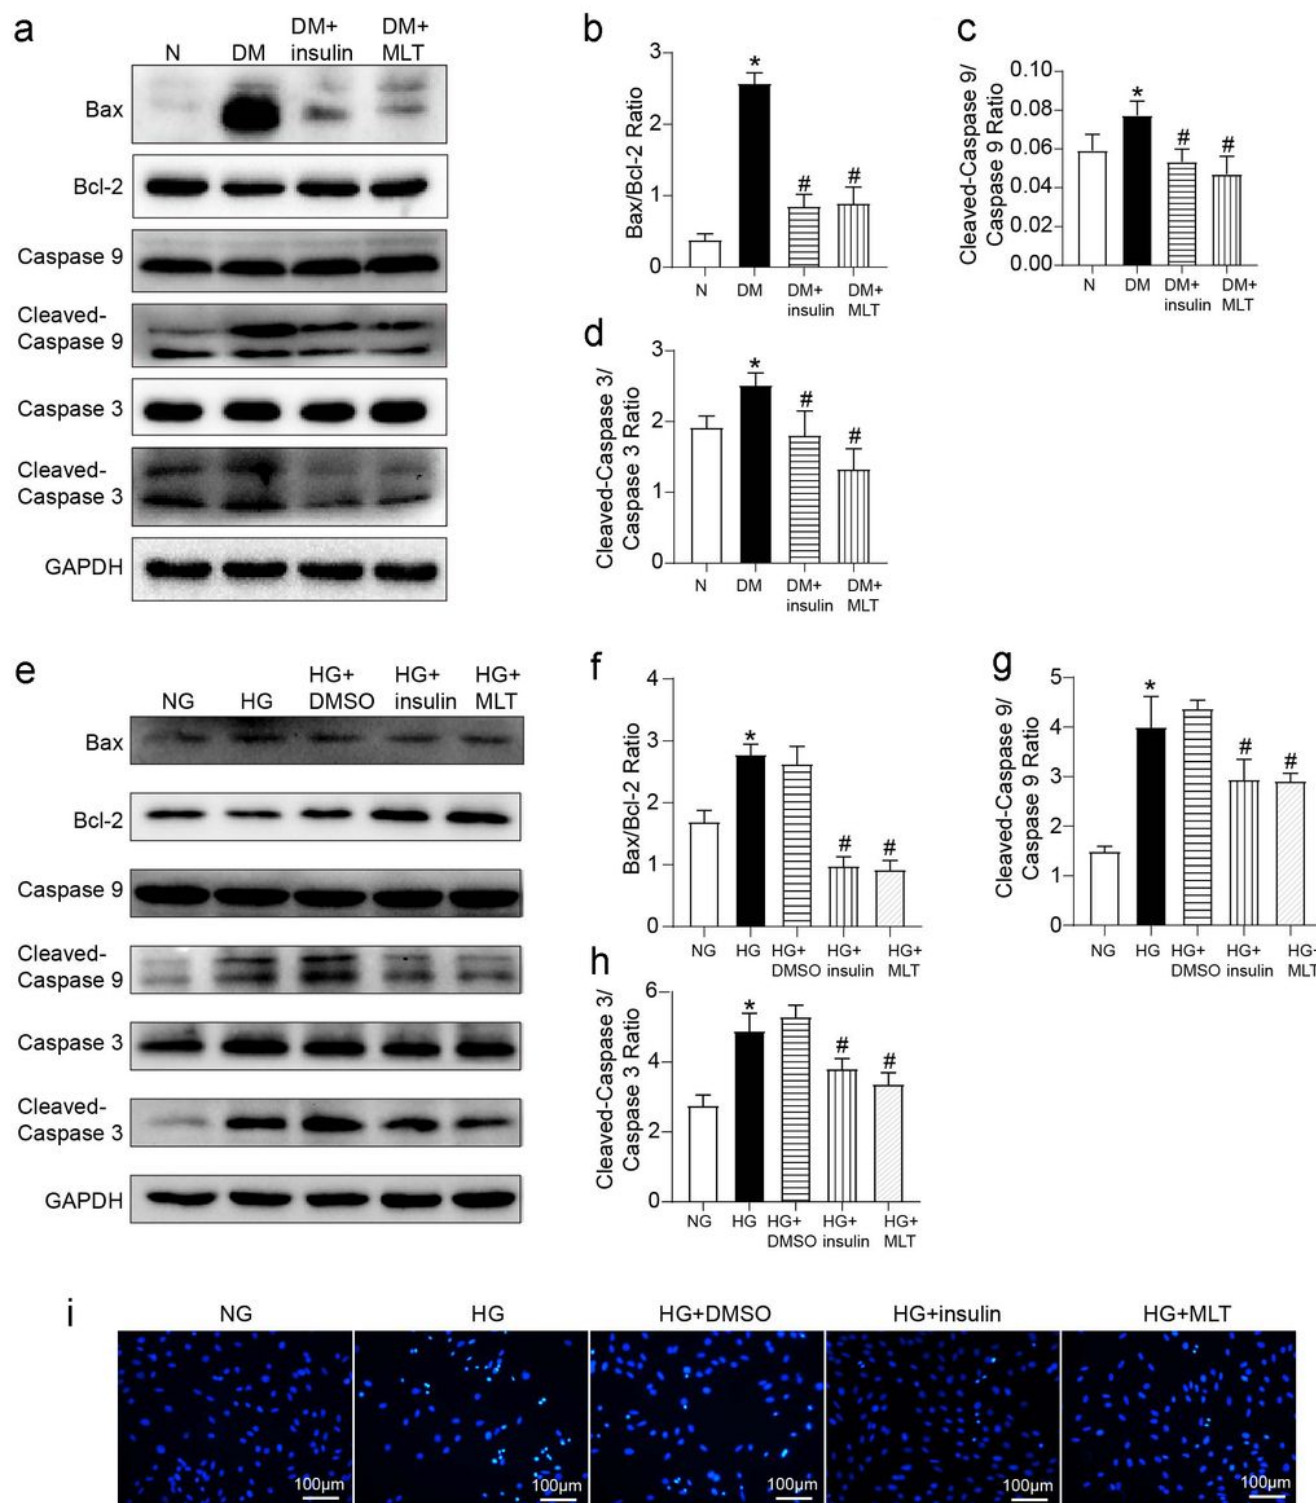 a
N
DM
DM+
insulin
DM+
MLT
Bax
Bcl-2
Caspase 9
Cleaved-
Caspase 9
Caspase 3
Cleaved-
Caspase 3
GAPDH
b
Bax/Bcl-2 Ratio
3
2
1
0
*
#
#
N
DM
DM+
insulin
DM+
MLT
c
Cleaved-Caspase 9/
Caspase 9 Ratio
0.10
0.08
0.06
0.04
0.02
0.00
*
#
#
N
DM
DM+
insulin
DM+
MLT
d
Cleaved-Caspase 3/
Caspase 3 Ratio
3
2
1
0
*
#
#
N
DM
DM+
insulin
DM+
MLT
e
NG
HG
HG+
DMSO
HG+
insulin
HG+
MLT
Bax
Bcl-2
Caspase 9
Cleaved-
Caspase 9
Caspase 3
Cleaved-
Caspase 3
GAPDH
f
Bax/Bcl-2 Ratio
4
3
2
1
0
*
#
#
NG
HG
HG+
DMSO
HG+
insulin
HG+
MLT
g
Cleaved-Caspase 9/
Caspase 9 Ratio
5
4
3
2
1
0
*
#
#
NG
HG
HG+
DMSO
HG+
insulin
HG+
MLT
h
Cleaved-Caspase 3/
Caspase 3 Ratio
6
4
2
0
*
#
#
NG
HG
HG+
DMSO
HG+
insulin
HG+
MLT
i
NG
HG
HG+DMSO
HG+insulin
HG+MLT
100μm
100μm
100μm
100μm
100μm